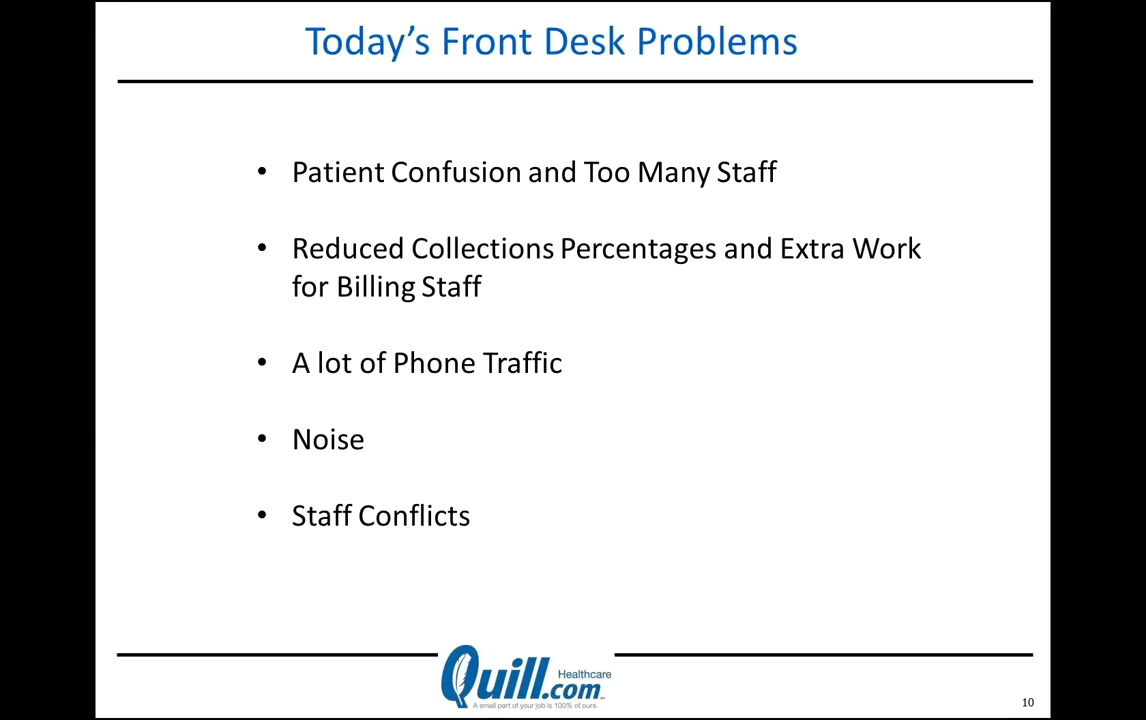 Today's Front Desk Problems
• Patient Confusion and Too Many Staff
• Reduced Collections Percentages and Extra Work
for Billing Staff
• A lot of Phone Traffic
• Noise
• Staff Conflicts
Quill.com Healthcare
A small part of your job is 100% of ours.
10